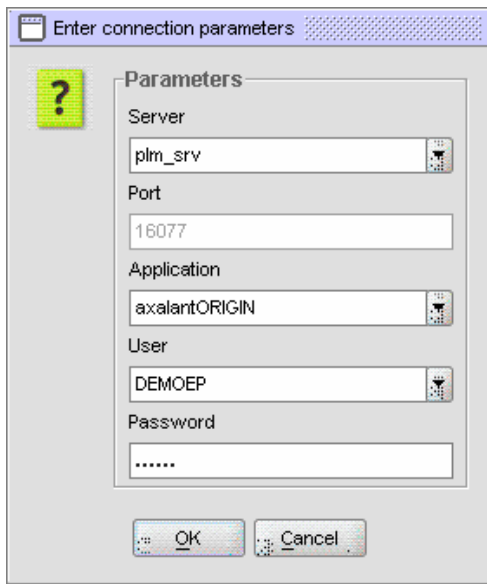 Enter connection parameters
?
Parameters
Server
plm_srv
Port
16077
Application
axalantORIGIN
User
DEMOEP
Password
......
OK
Cancel